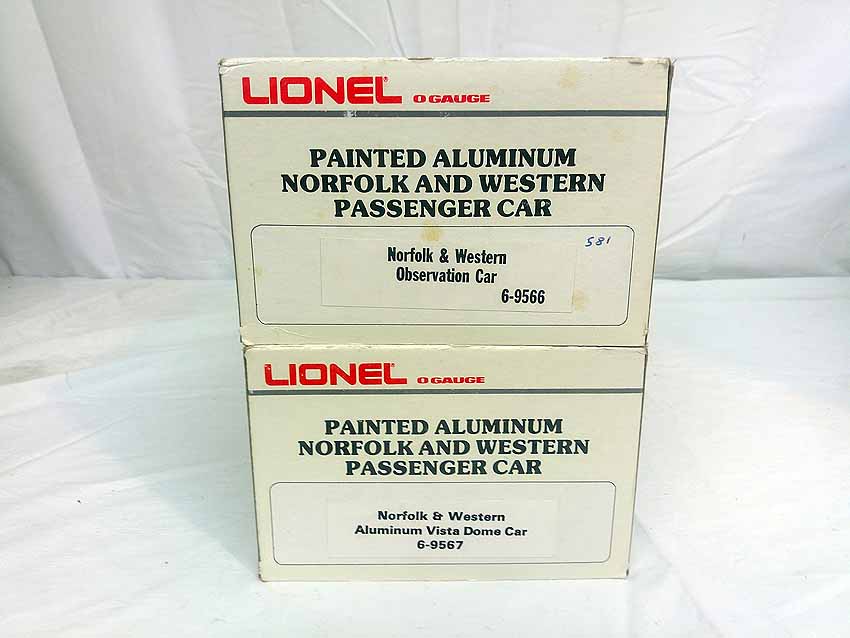 LIONEL® O GAUGE
PAINTED ALUMINUM
NORFOLK AND WESTERN
PASSENGER CAR
581
Norfolk & Western
Observation Car
6-9566
LIONEL® O GAUGE
PAINTED ALUMINUM
NORFOLK AND WESTERN
PASSENGER CAR
Norfolk & Western
Aluminum Vista Dome Car
6-9567